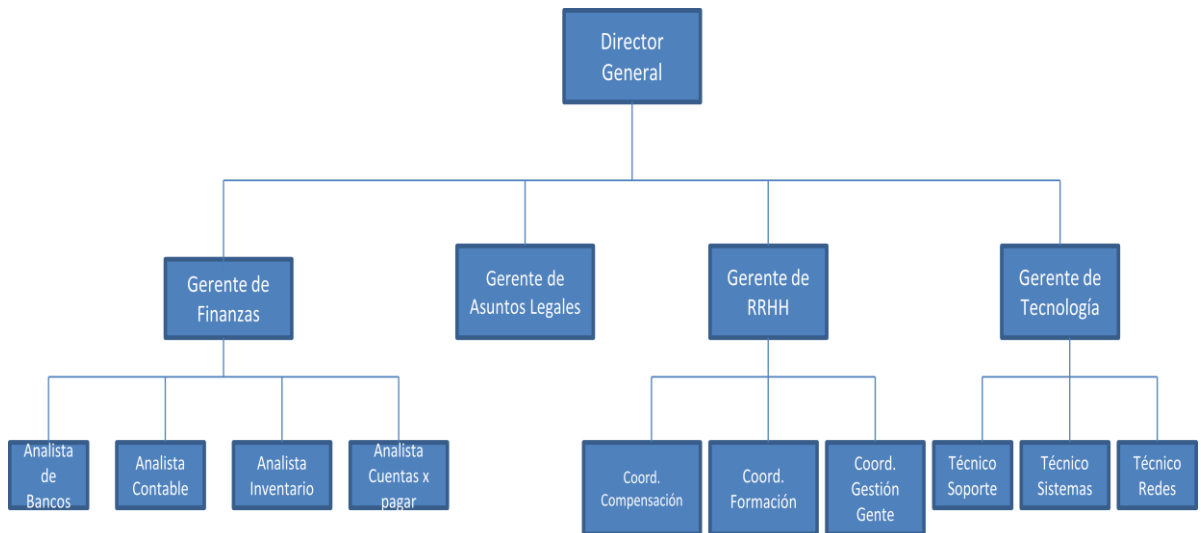 Director
General
Gerente de
Finanzas
Gerente de
Asuntos Legales
Gerente de
RRHH
Gerente de
Tecnología
Analista
de
Bancos
Analista
Contable
Analista
Inventario
Analista
Cuentas x
pagar
Coord.
Compensación
Coord.
Formación
Coord.
Gestión
Gente
Técnico
Soporte
Técnico
Sistemas
Técnico
Redes